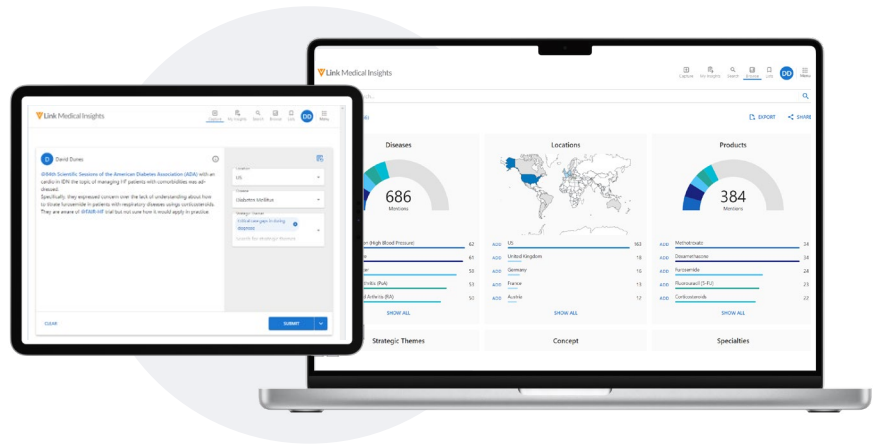 Link Medical Insights
Capture
My Insights
Search
Browse
Lists
DD
Menu
D
David Dunes
@84th Scientific Sessions of the American Diabetes Association (ADA) with an
cardio in IDN the topic of managing HF patients with comorbidities was ad-
dressed.
Specifically, they expressed concern over the lack of understanding about how
to titrate furosemide in patients with respiratory diseases using corticosteroids.
They are aware of
trial but not sure how it would apply in practice.
US
Diabetes Mellitus
CLEAR
SUBMIT
Link Medical Insights
Capture
My Insights
Search
Browse
Lists
DD
Menu
EXPORT
SHARE
Diseases
686
Mentions
(High Blood Pressure) 62
61
53
53
Arthritis (RA) 50
SHOW ALL
Locations
ADD US
ADD United Kingdom 18
ADD Germany 16
ADD France 13
ADD Austria 12
SHOW ALL
Products
384
Mentions
ADD Methotrexate 34
ADD Dexamethasone 34
ADD Furosemide 24
ADD Fluorouracil (5-FU) 23
ADD Corticosteroids 22
SHOW ALL
Strategic Themes
Concept
Specialties